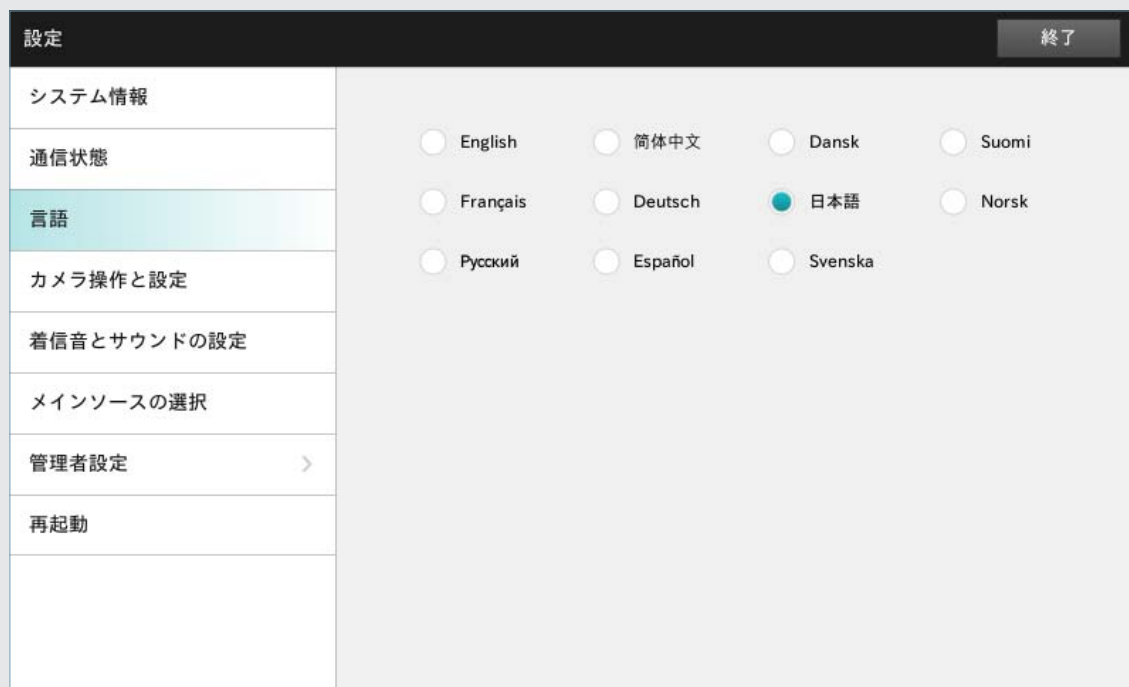 設定
終了
システム情報
通信状態
言語
カメラ操作と設定
着信音とサウンドの設定
メインソースの選択
管理者設定
再起動
English 简体中文 Dansk Suomi
Français Deutsch 日本語 Norsk
Русский Español Svenska